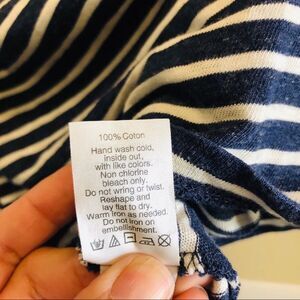 100% Cotton
Hand wash cold,
inside out,
with like colors.
Non chlorine
bleach only.
Do not wring or twist.
Reshape and
lay flat to dry.
Warm iron as needed.
Do not iron on
embellishment.